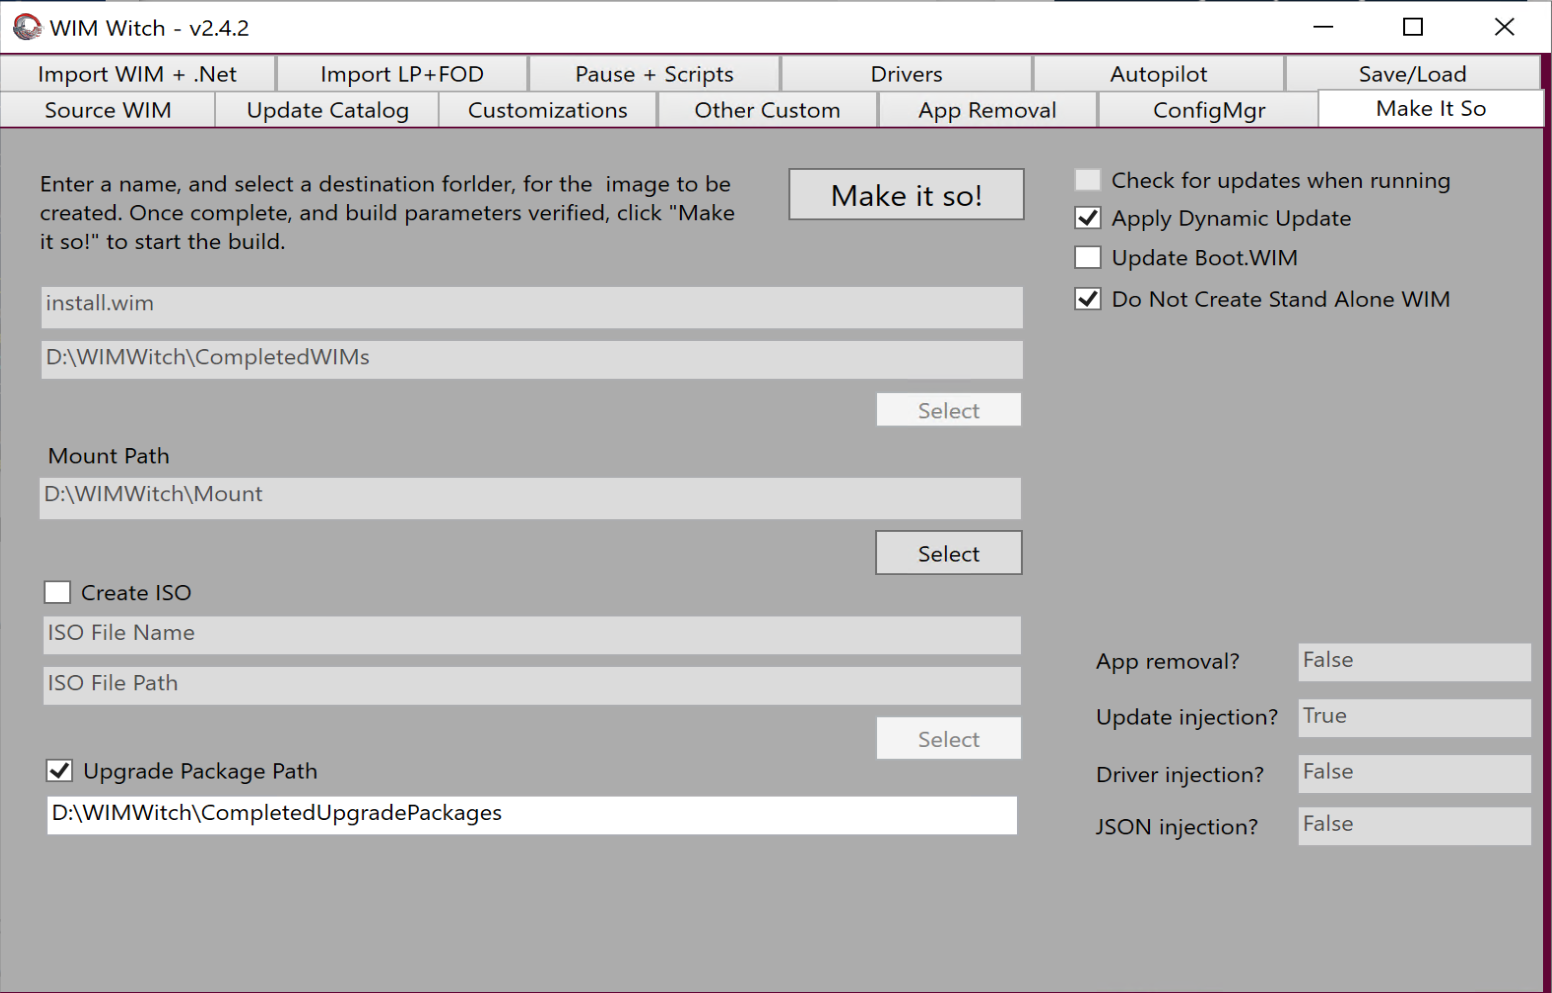 WIM Witch - v2.4.2
Import WIM + .Net
Import LP+FOD
Pause + Scripts
Drivers
Autopilot
Save/Load
Source WIM
Update Catalog
Customizations
Other Custom
App Removal
ConfigMgr
Make It So
Enter a name, and select a destination forlder, for the  image to be
created. Once complete, and build parameters verified, click "Make
it so!" to start the build.
Make it so!
Check for updates when running
Apply Dynamic Update
Update Boot.WIM
Do Not Create Stand Alone WIM
install.wim
D:\WIMWitch\CompletedWIMs
Select
Mount Path
D:\WIMWitch\Mount
Select
Create ISO
ISO File Name
ISO File Path
Select
Upgrade Package Path
D:\WIMWitch\CompletedUpgradePackages
App removal? False
Update injection? True
Driver injection? False
JSON injection? False